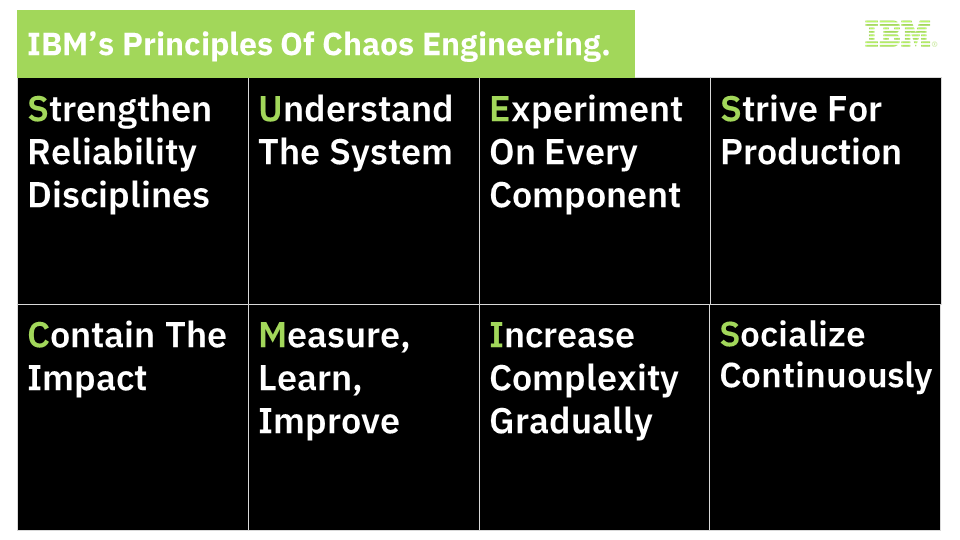 IBM’s Principles Of Chaos Engineering.
IBM
Strengthen
Reliability
Disciplines
Understand
The System
Experiment
On Every
Component
Strive For
Production
Contain The
Impact
Measure,
Learn,
Improve
Increase
Complexity
Gradually
Socialize
Continuously